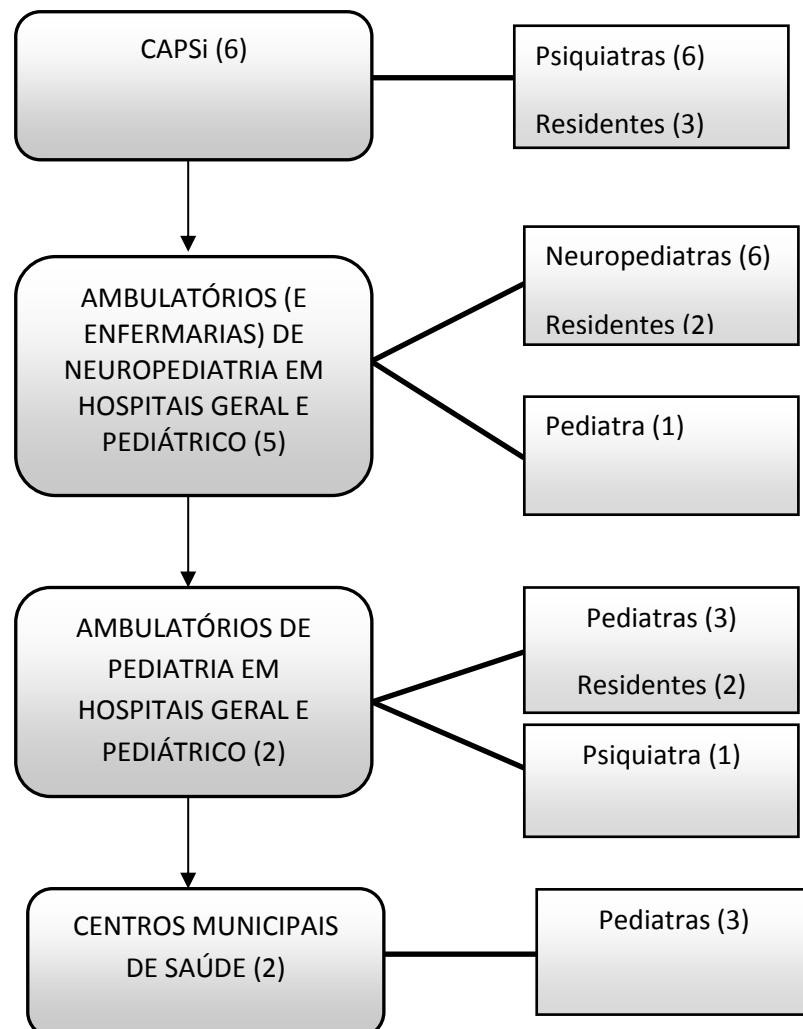 CAPSi (6)
Psiquiatras (6)
Residentes (3)
AMBULATÓRIOS (E
ENFERMARIAS) DE
NEUROPEDIATRIA EM
HOSPITAIS GERAL E
PEDIÁTRICO (5)
Neuropediatras (6)
Residentes (2)
Pediatra (1)
AMBULATÓRIOS DE
PEDIATRIA EM
HOSPITAIS GERAL E
PEDIÁTRICO (2)
Pediatras (3)
Residentes (2)
Psiquiatra (1)
CENTROS MUNICIPAIS
DE SAÚDE (2)
Pediatras (3)